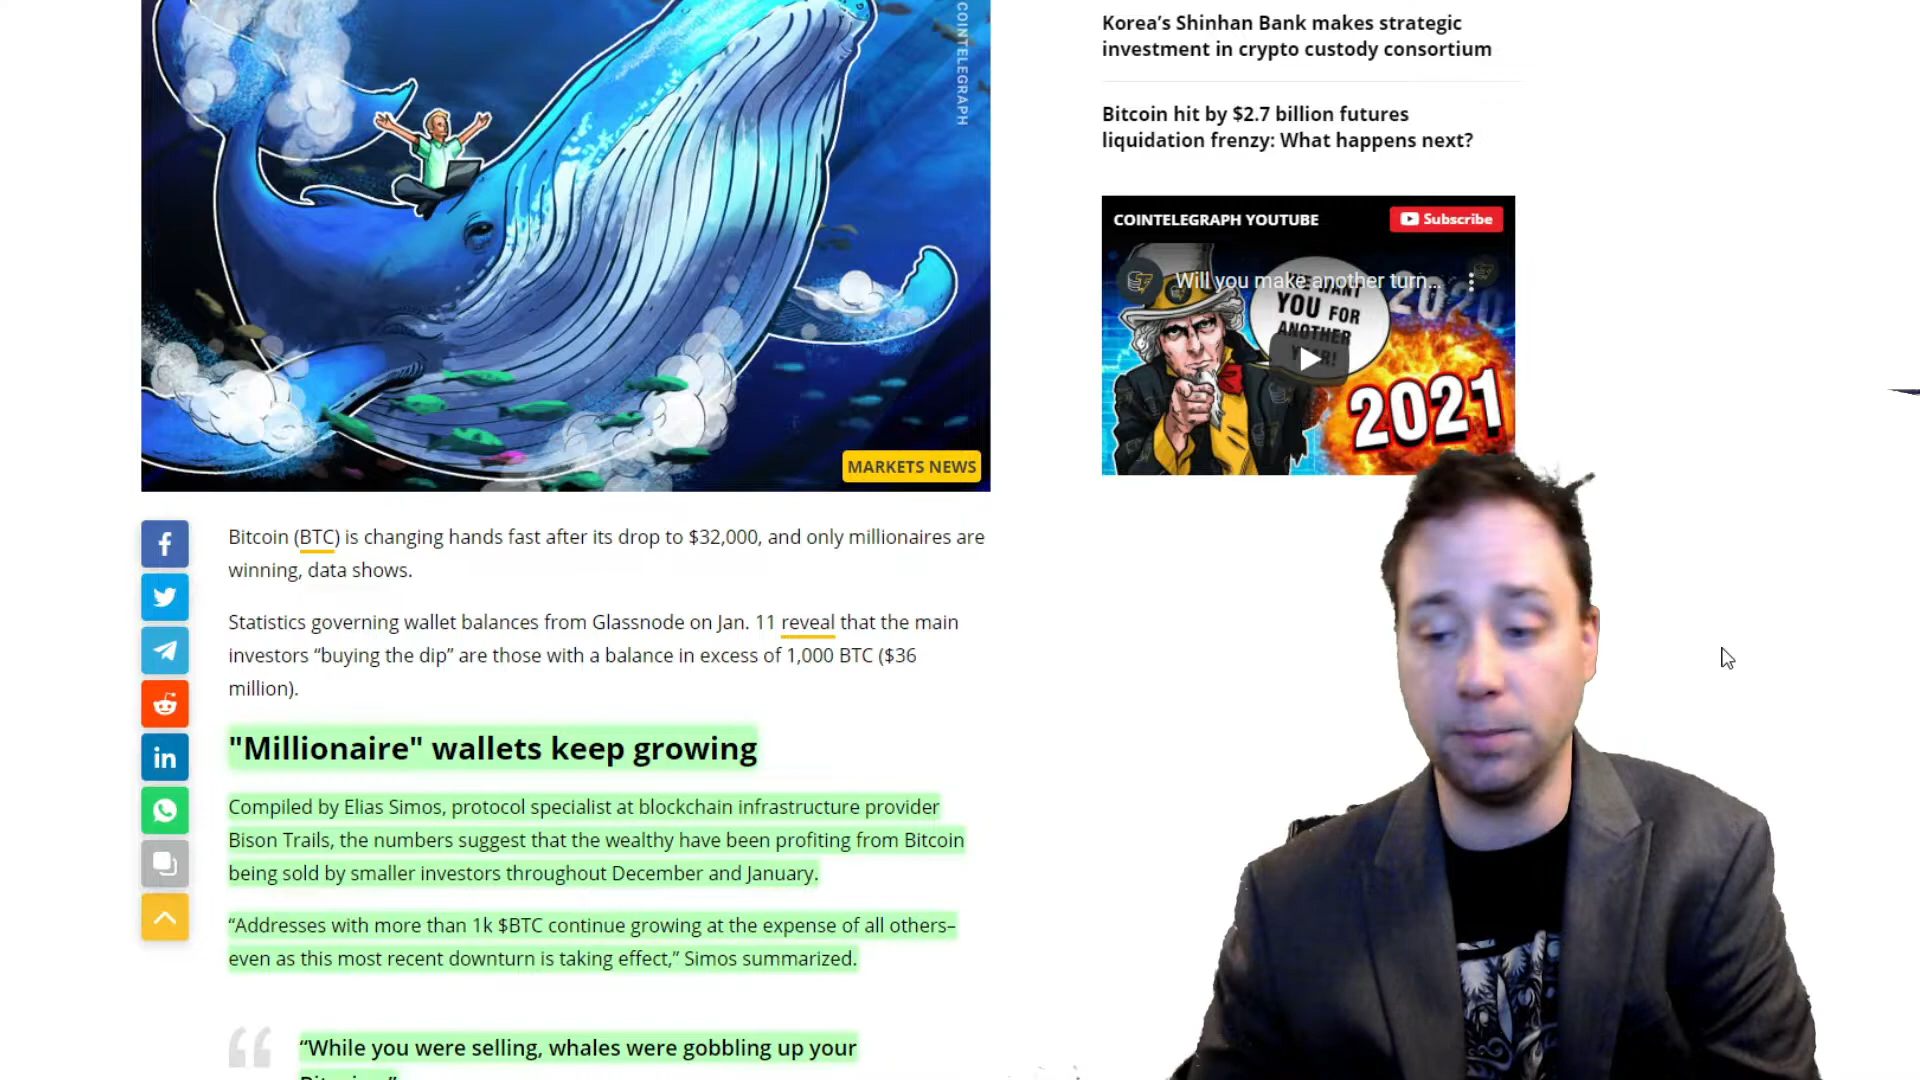 COINTELEGRAPH
MARKETS NEWS
Bitcoin (BTC) is changing hands fast after its drop to $32,000, and only millionaires are
winning, data shows.
Statistics governing wallet balances from Glassnode on Jan. 11 reveal that the main
investors “buying the dip” are those with a balance in excess of 1,000 BTC ($36
million).
"Millionaire" wallets keep growing
Compiled by Elias Simos, protocol specialist at blockchain infrastructure provider
Bison Trails, the numbers suggest that the wealthy have been profiting from Bitcoin
being sold by smaller investors throughout December and January.
“Addresses with more than 1k $BTC continue growing at the expense of all others–
even as this most recent downturn is taking effect,” Simos summarized.
“While you were selling, whales were gobbling up your
Korea’s Shinhan Bank makes strategic
investment in crypto custody consortium
Bitcoin hit by $2.7 billion futures
liquidation frenzy: What happens next?
COINTELEGRAPH YOUTUBE
Subscribe
Will you make another turn...
WE WANT
YOU FOR
ANOTHER
YEAR!
2020
2021